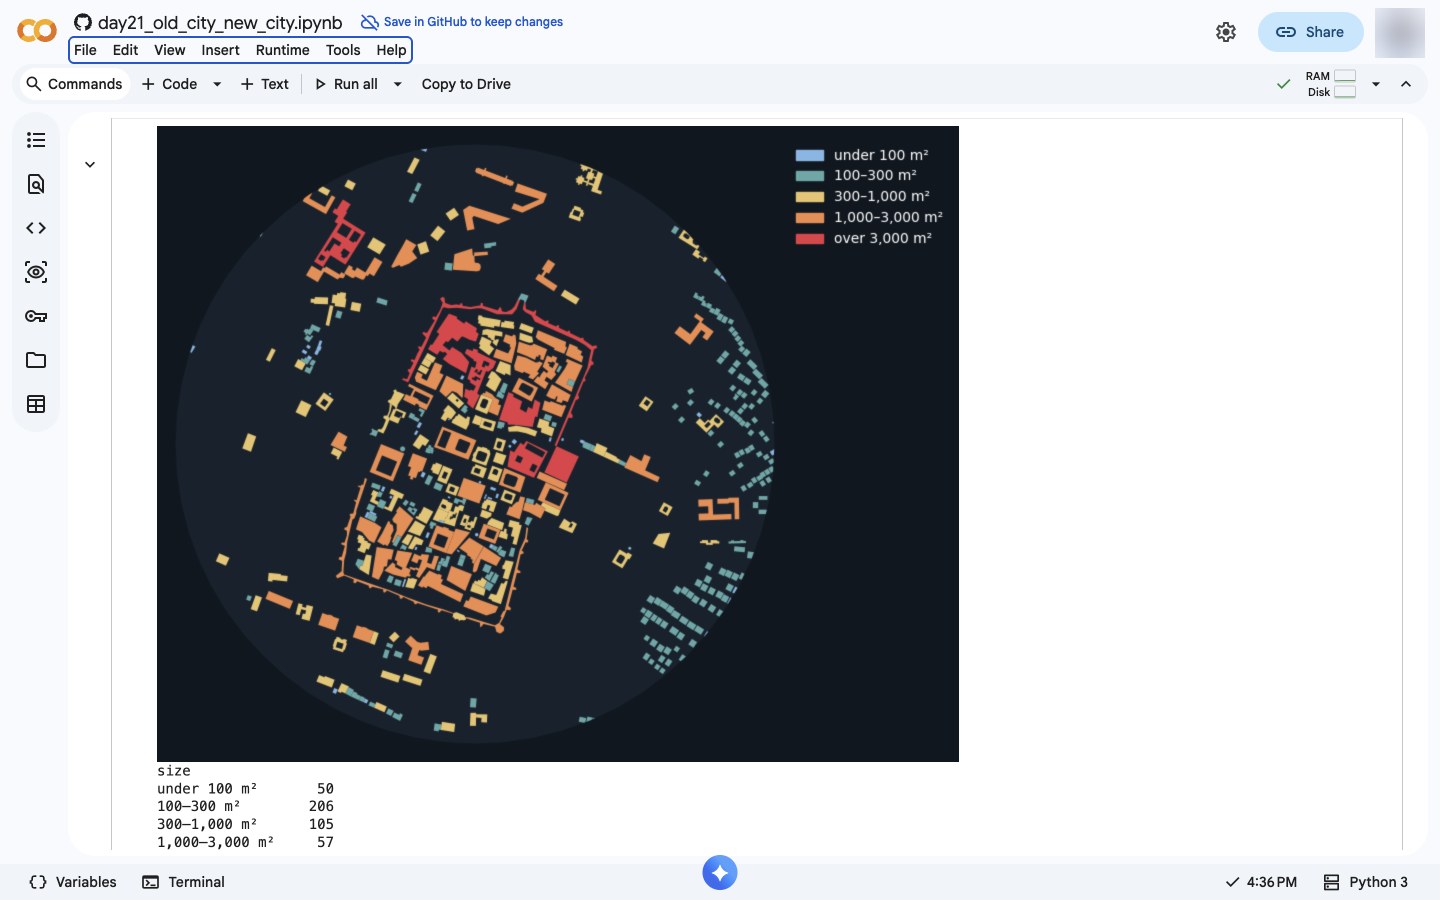 day21_old_city_new_city.ipynb
Save in GitHub to keep changes
File Edit View Insert Runtime Tools Help
Share
Commands
Code
Text
Run all
Copy to Drive
RAM
Disk
under 100 m²
100–300 m²
300–1,000 m²
1,000–3,000 m²
over 3,000 m²
size
under 100 m² 50
100–300 m² 206
300–1,000 m² 105
1,000–3,000 m² 57
Variables
Terminal
4:36 PM
Python 3